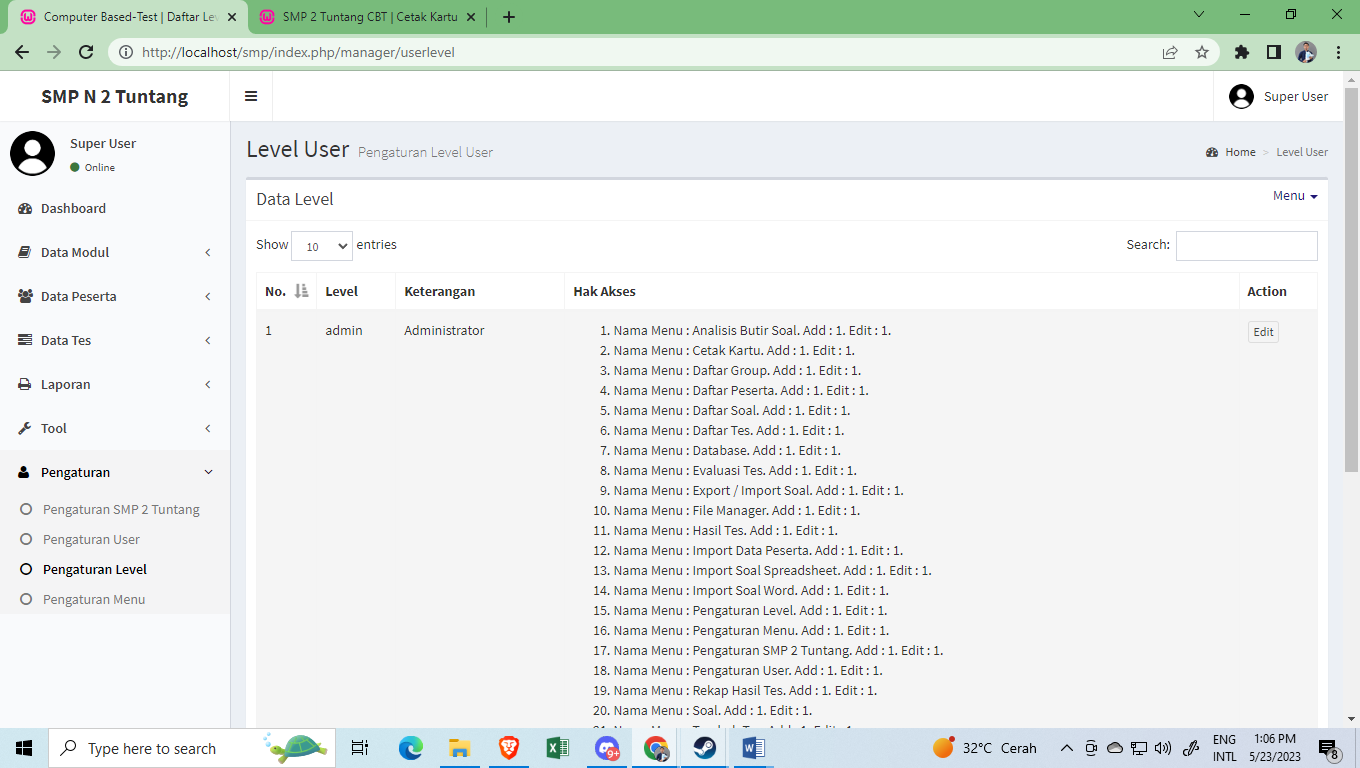 Computer Based-Test | Daftar Lev
SMP 2 Tuntang CBT | Cetak Kartu
http://localhost/smp/index.php/manager/userlevel
SMP N 2 Tuntang
Super User
Super User
Online
Dashboard
Data Modul
Data Peserta
Data Tes
Laporan
Tool
Pengaturan
Pengaturan SMP 2 Tuntang
Pengaturan User
Pengaturan Level
Pengaturan Menu
Level User Pengaturan Level User
Home > Level User
Data Level
Menu
Show 10 entries
Search:
No. Level Keterangan Hak Akses Action
1 admin Administrator
1. Nama Menu : Analisis Butir Soal. Add : 1. Edit : 1.
Edit
2. Nama Menu : Cetak Kartu. Add : 1. Edit : 1.
3. Nama Menu : Daftar Group. Add : 1. Edit : 1.
4. Nama Menu : Daftar Peserta. Add : 1. Edit : 1.
5. Nama Menu : Daftar Soal. Add : 1. Edit : 1.
6. Nama Menu : Daftar Tes. Add : 1. Edit : 1.
7. Nama Menu : Database. Add : 1. Edit : 1.
8. Nama Menu : Evaluasi Tes. Add : 1. Edit : 1.
9. Nama Menu : Export / Import Soal. Add : 1. Edit : 1.
10. Nama Menu : File Manager. Add : 1. Edit : 1.
11. Nama Menu : Hasil Tes. Add : 1. Edit : 1.
12. Nama Menu : Import Data Peserta. Add : 1. Edit : 1.
13. Nama Menu : Import Soal Spreadsheet. Add : 1. Edit : 1.
14. Nama Menu : Import Soal Word. Add : 1. Edit : 1.
15. Nama Menu : Pengaturan Level. Add : 1. Edit : 1.
16. Nama Menu : Pengaturan Menu. Add : 1. Edit : 1.
17. Nama Menu : Pengaturan SMP 2 Tuntang. Add : 1. Edit : 1.
18. Nama Menu : Pengaturan User. Add : 1. Edit : 1.
19. Nama Menu : Rekap Hasil Tes. Add : 1. Edit : 1.
20. Nama Menu : Soal. Add : 1. Edit : 1.
Type here to search
9+
32°C Cerah
ENG
INTL
1:06 PM
5/23/2023
8